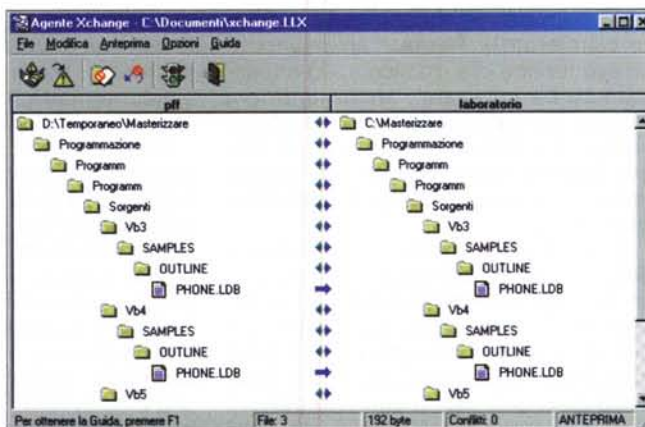 Agente Xchange - C:\Documenti\xchange.LLX
File Modifica Anteprima Opzioni Guida
pff laboratorio
D:\Temporaneo\Masterizzare C:\Masterizzare
Programmazione Programmazione
Programm Programm
Programm Programm
Sorgenti Sorgenti
Vb3 Vb3
SAMPLES SAMPLES
OUTLINE OUTLINE
PHONE.LDB PHONE.LDB
Vb4 Vb4
SAMPLES SAMPLES
OUTLINE OUTLINE
PHONE.LDB PHONE.LDB
Vb5 Vb5
Per ottenere la Guida, premere F1 File: 3 192 byte Conflitti: 0 ANTEPRIMA